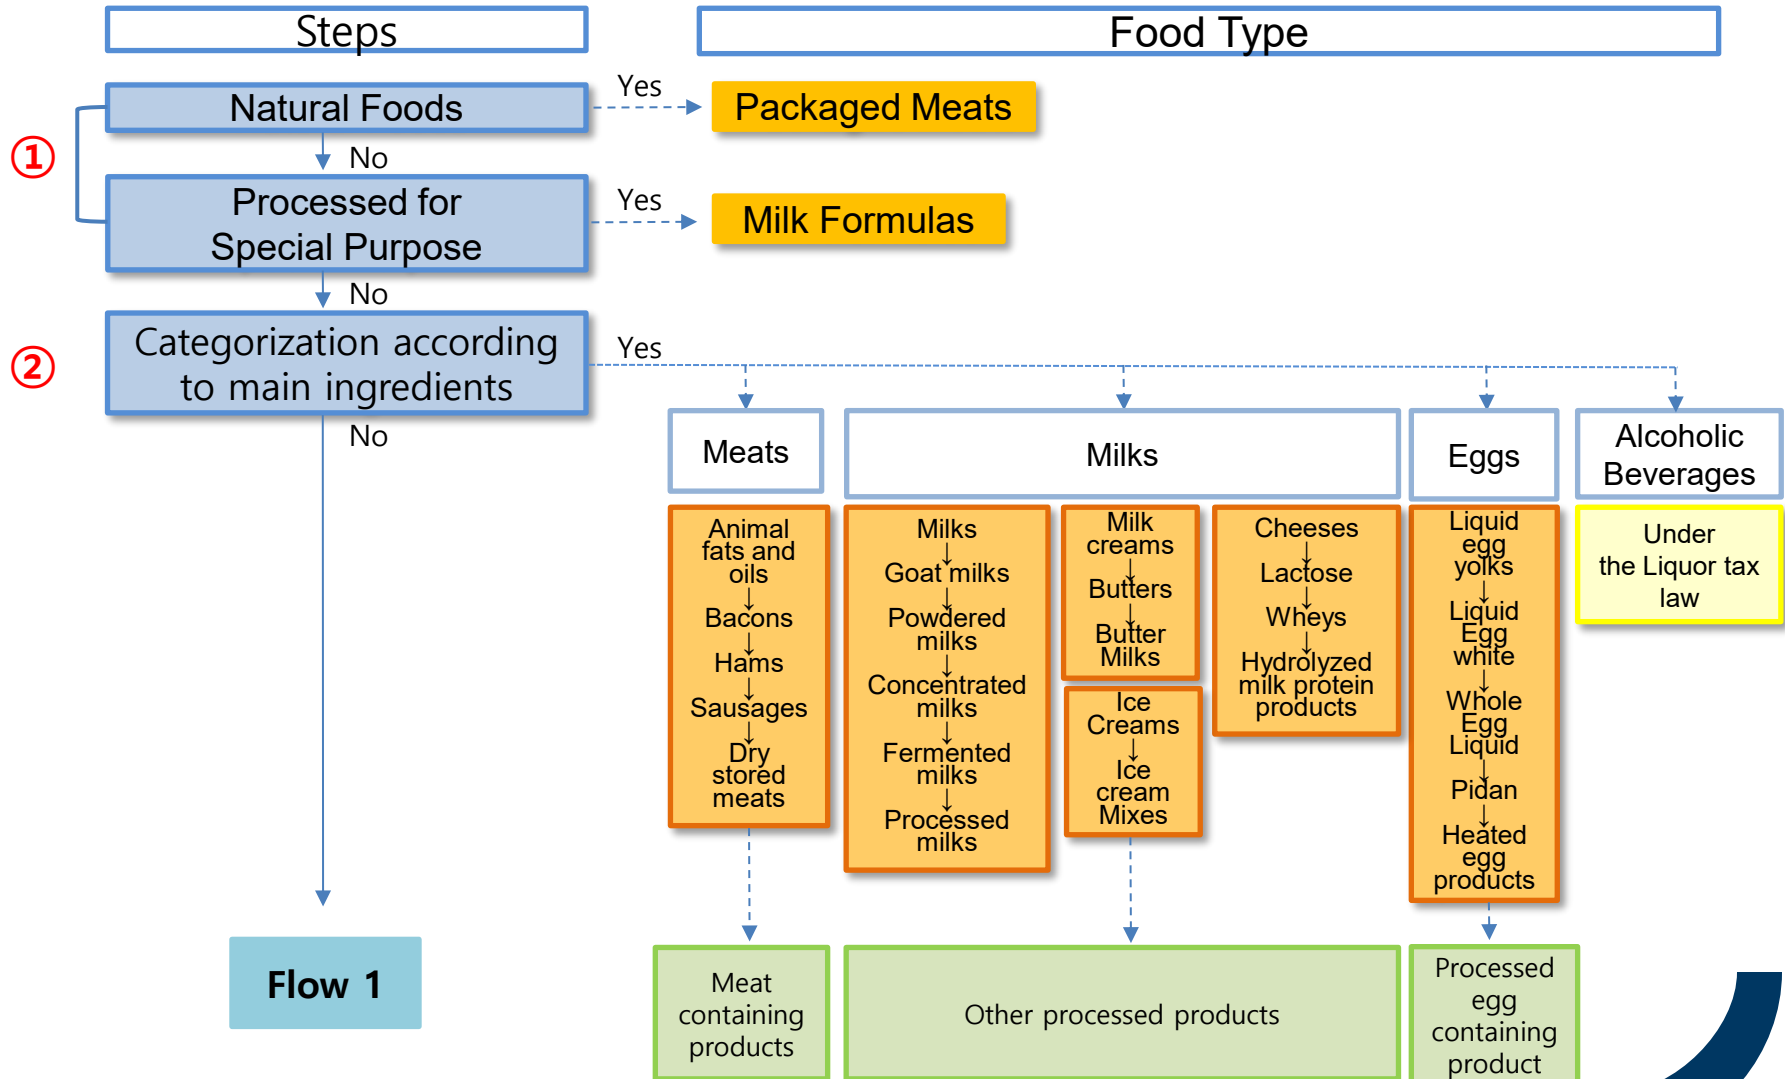 Steps
Food Type
①
Natural Foods
Yes
Packaged Meats
No
Processed for
Special Purpose
Yes
Milk Formulas
No
②
Categorization according
to main ingredients
Yes
No
Meats
Milks
Eggs
Alcoholic
Beverages
Animal
fats and
oils
↓
Bacons
↓
Hams
↓
Sausages
↓
Dry
stored
meats
Milks
↓
Goat milks
↓
Powdered
milks
↓
Concentrated
milks
↓
Fermented
milks
↓
Processed
milks
Milk
creams
↓
Butters
↓
Butter
Milks
Ice
Creams
↓
Ice
cream
Mixes
Cheeses
↓
Lactose
↓
Wheys
↓
Hydrolyzed
milk protein
products
Liquid
egg
yolks
↓
Liquid
Egg
white
↓
Whole
Egg
Liquid
↓
Pidan
↓
Heated
egg
products
Under
the Liquor tax
law
Flow 1
Meat
containing
products
Other processed products
Processed
egg
containing
product